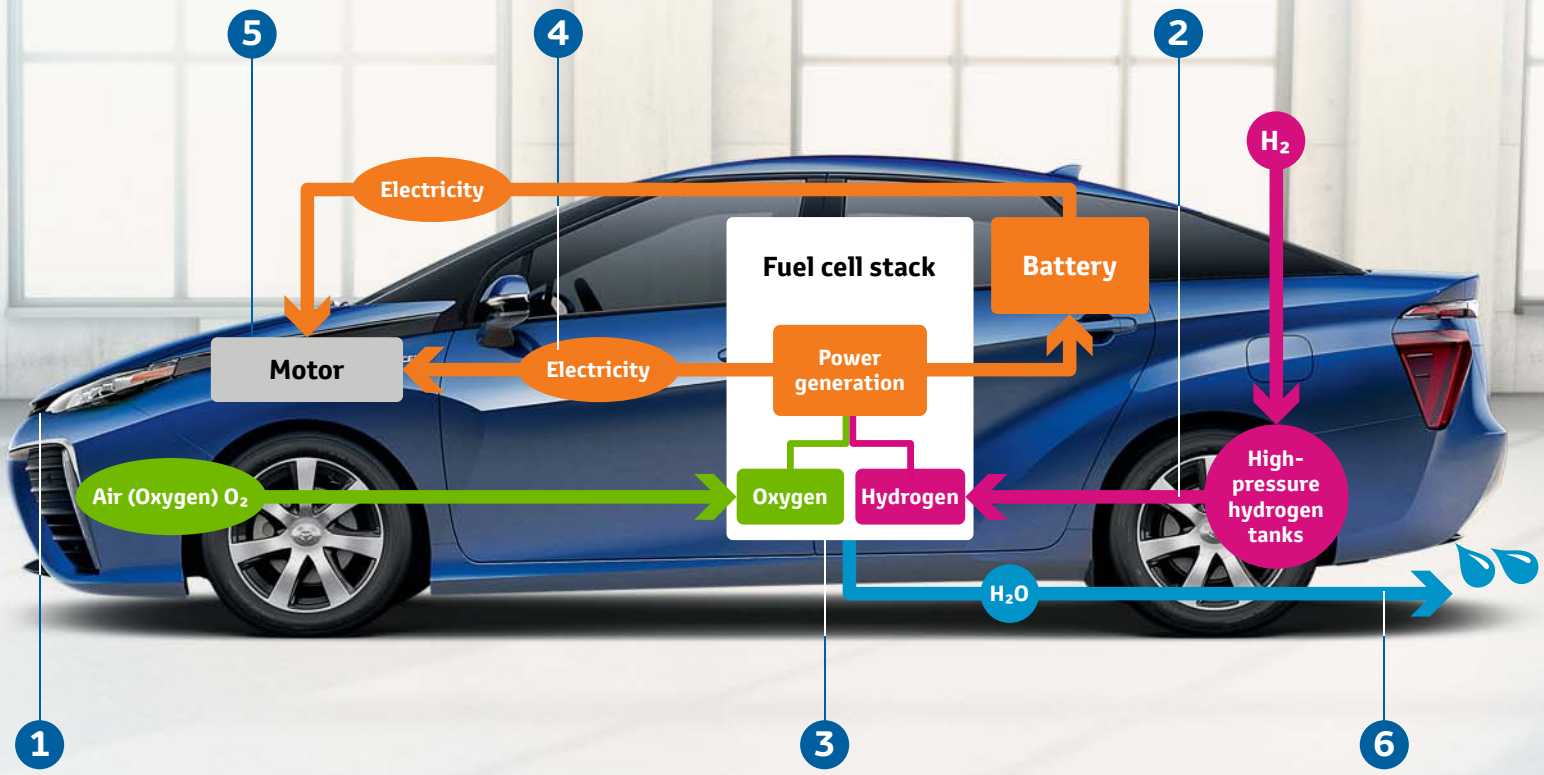 5
4
2
H₂
Electricity
Fuel cell stack
Battery
Motor
Electricity
Power
generation
Air (Oxygen) O₂
Oxygen
Hydrogen
High-
pressure
hydrogen
tanks
H₂O
1
3
6